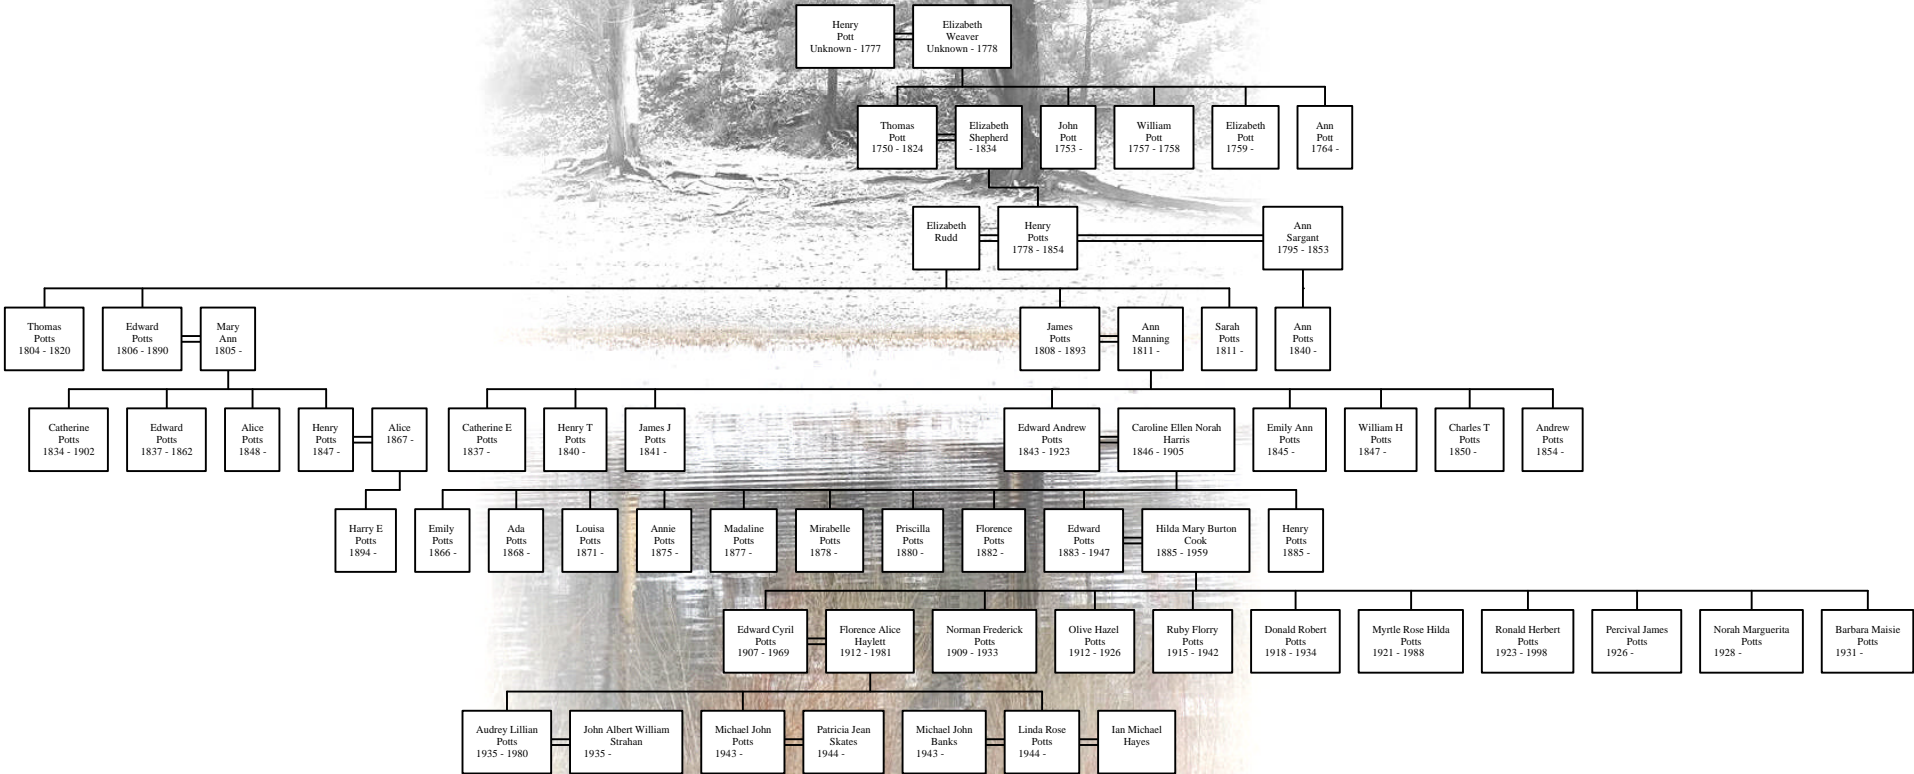 Henry
Pott
Unknown - 1777
Elizabeth
Weaver
Unknown - 1778
Thomas
Pott
1750 - 1824
Elizabeth
Shepherd
- 1834
John
Pott
1753 -
William
Pott
1757 - 1758
Elizabeth
Pott
1759 -
Ann
Pott
1764 -
Elizabeth
Rudd
Henry
Potts
1778 - 1854
Ann
Sargant
1795 - 1853
Thomas
Potts
1804 - 1820
Edward
Potts
1806 - 1890
Mary
Ann
1805 -
James
Potts
1808 - 1893
Ann
Manning
1811 -
Sarah
Potts
1811 -
Ann
Potts
1840 -
Catherine
Potts
1834 - 1902
Edward
Potts
1837 - 1862
Alice
Potts
1848 -
Henry
Potts
1847 -
Alice
1867 -
Catherine E
Potts
1837 -
Henry T
Potts
1840 -
James J
Potts
1841 -
Edward Andrew
Potts
1843 - 1923
Caroline Ellen Norah
Harris
1846 - 1905
Emily Ann
Potts
1845 -
William H
Potts
1847 -
Charles T
Potts
1850 -
Andrew
Potts
1854 -
Harry E
Potts
1894 -
Emily
Potts
1866 -
Ada
Potts
1868 -
Louisa
Potts
1871 -
Annie
Potts
1875 -
Madaline
Potts
1877 -
Mirabelle
Potts
1878 -
Priscilla
Potts
1880 -
Florence
Potts
1882 -
Edward
Potts
1883 - 1947
Hilda Mary Burton
Cook
1885 - 1959
Henry
Potts
1885 -
Edward Cyril
Potts
1907 - 1969
Florence Alice
Haylett
1912 - 1981
Norman Frederick
Potts
1909 - 1933
Olive Hazel
Potts
1912 - 1926
Ruby Florry
Potts
1915 - 1942
Donald Robert
Potts
1918 - 1934
Myrtle Rose Hilda
Potts
1921 - 1988
Ronald Herbert
Potts
1923 - 1998
Percival James
Potts
1926 -
Norah Marguerita
Potts
1928 -
Barbara Maisie
Potts
1931 -
Audrey Lillian
Potts
1935 - 1980
John Albert William
Strahan
1935 -
Michael John
Potts
1943 -
Patricia Jean
Skates
1944 -
Michael John
Banks
1943 -
Linda Rose
Potts
1944 -
Ian Michael
Hayes